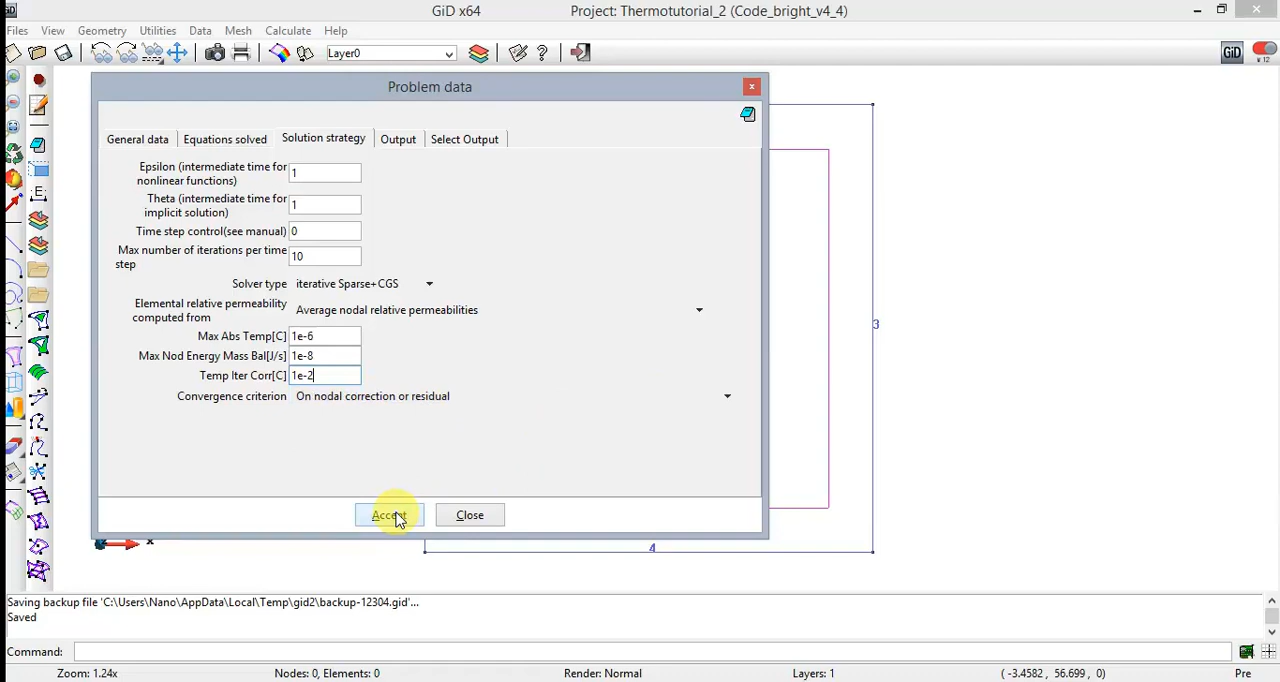 GiD x64 Project: Thermotutorial_2 (Code_bright_v4_4)
Files View Geometry Utilities Data Mesh Calculate Help
Layer0
GiD
v 12
Problem data
General data Equations solved Solution strategy Output Select Output
Epsilon (intermediate time for
nonlinear functions) 1
Theta (intermediate time for
implicit solution) 1
Time step control(see manual) 0
Max number of iterations per time
step 10
Solver type iterative Sparse+CGS
Elemental relative permeability
computed from Average nodal relative permeabilities
Max Abs Temp[C] 1e-6
Max Nod Energy Mass Bal[J/s] 1e-8
Temp Iter Corr[C] 1e-2
Convergence criterion On nodal correction or residual
Accept Close
3
x
4
Saving backup file 'C:\Users\Nano\AppData\Local\Temp\gid2\backup-12304.gid'...
Saved
Command:
Zoom: 1.24x Nodes: 0, Elements: 0 Render: Normal Layers: 1 (-3.4582, 56.699, 0) Pre